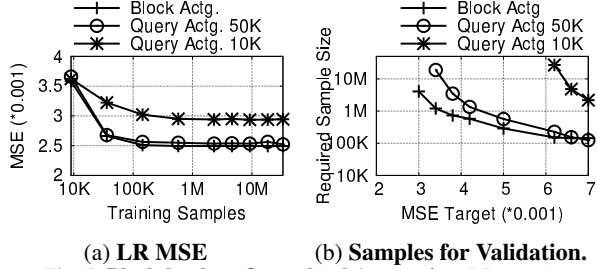 Block Actg.
Query Actg. 50K
Query Actg. 10K
MSE (*0.001)
4
3.5
3
2.5
2
10K 100K 1M 10M
Training Samples
(a) LR MSE
Block Actg
Query Actg 50K
Query Actg 10K
Required Sample Size
10M
1M
100K
10K
2 3 4 5 6 7
MSE Target (*0.001)
(b) Samples for Validation.